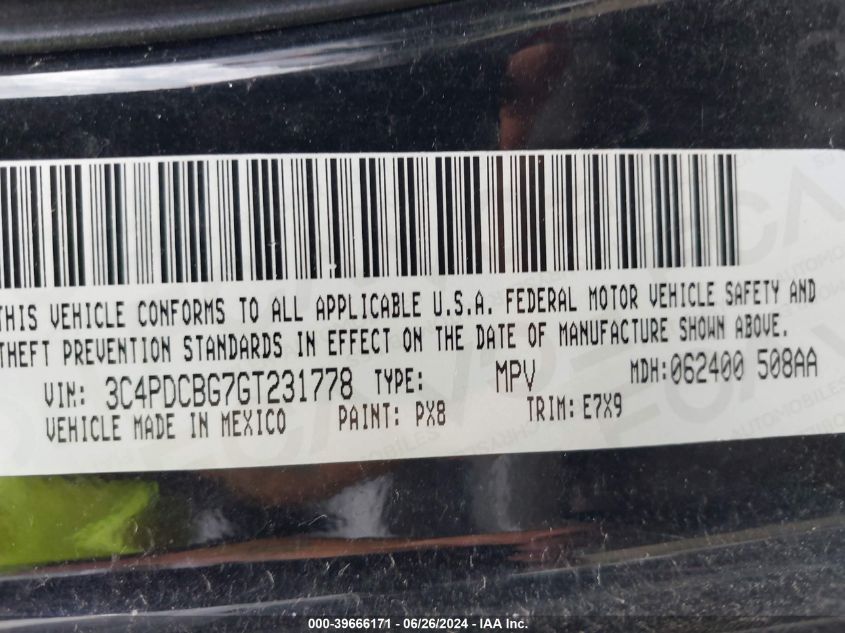 THIS VEHICLE CONFORMS TO ALL APPLICABLE U.S.A. FEDERAL MOTOR VEHICLE SAFETY AND
THEFT PREVENTION STANDARDS IN EFFECT ON THE DATE OF MANUFACTURE SHOWN ABOVE.
VIN: 3C4PDCBG7GT231778 TYPE: MPV MDH:062400 508AA
VEHICLE MADE IN MEXICO PAINT: PX8 TRIM: E7X9
000-39666171 - 06/26/2024 - IAA Inc.